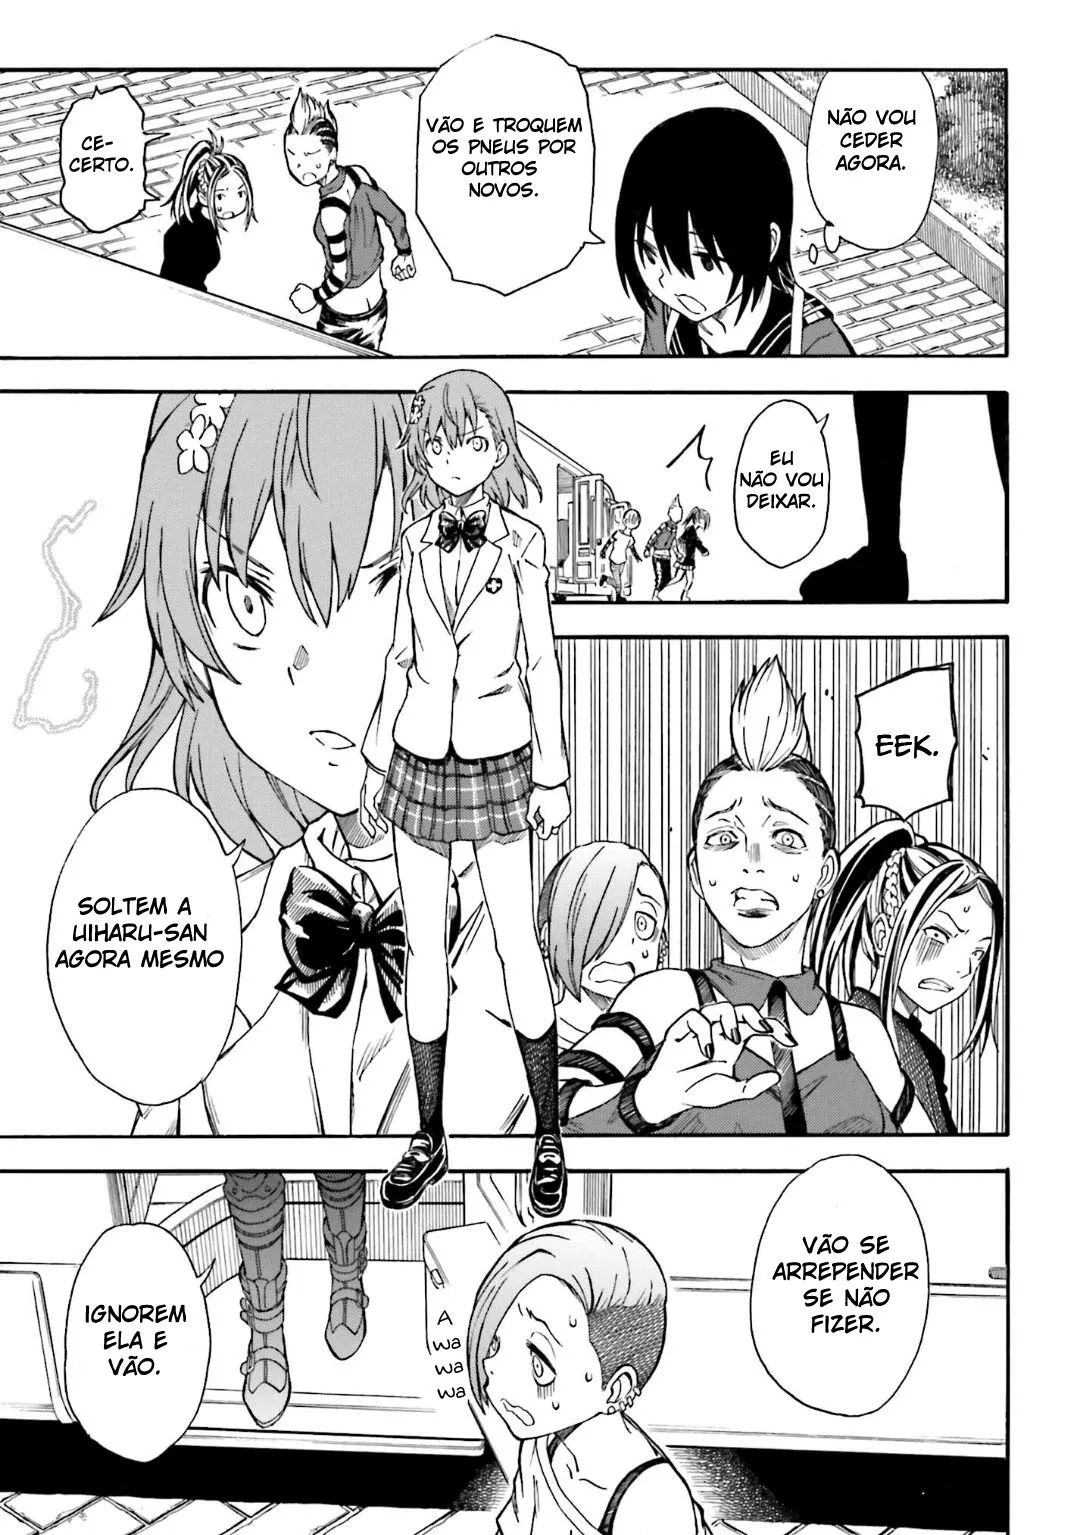 NÃO VOU
CEDER
AGORA.
VÃO E TROQUEM
OS PNEUS POR
OUTROS
NOVOS.
CE-
CERTO.
EU
NÃO VOU
DEIXAR.
EEK.
SOLTEM A
UIHARU-SAN
AGORA MESMO
VÃO SE
ARREPENDER
SE NÃO
FIZER.
A
wa
wa
wa
IGNOREM
ELA E
VÃO.